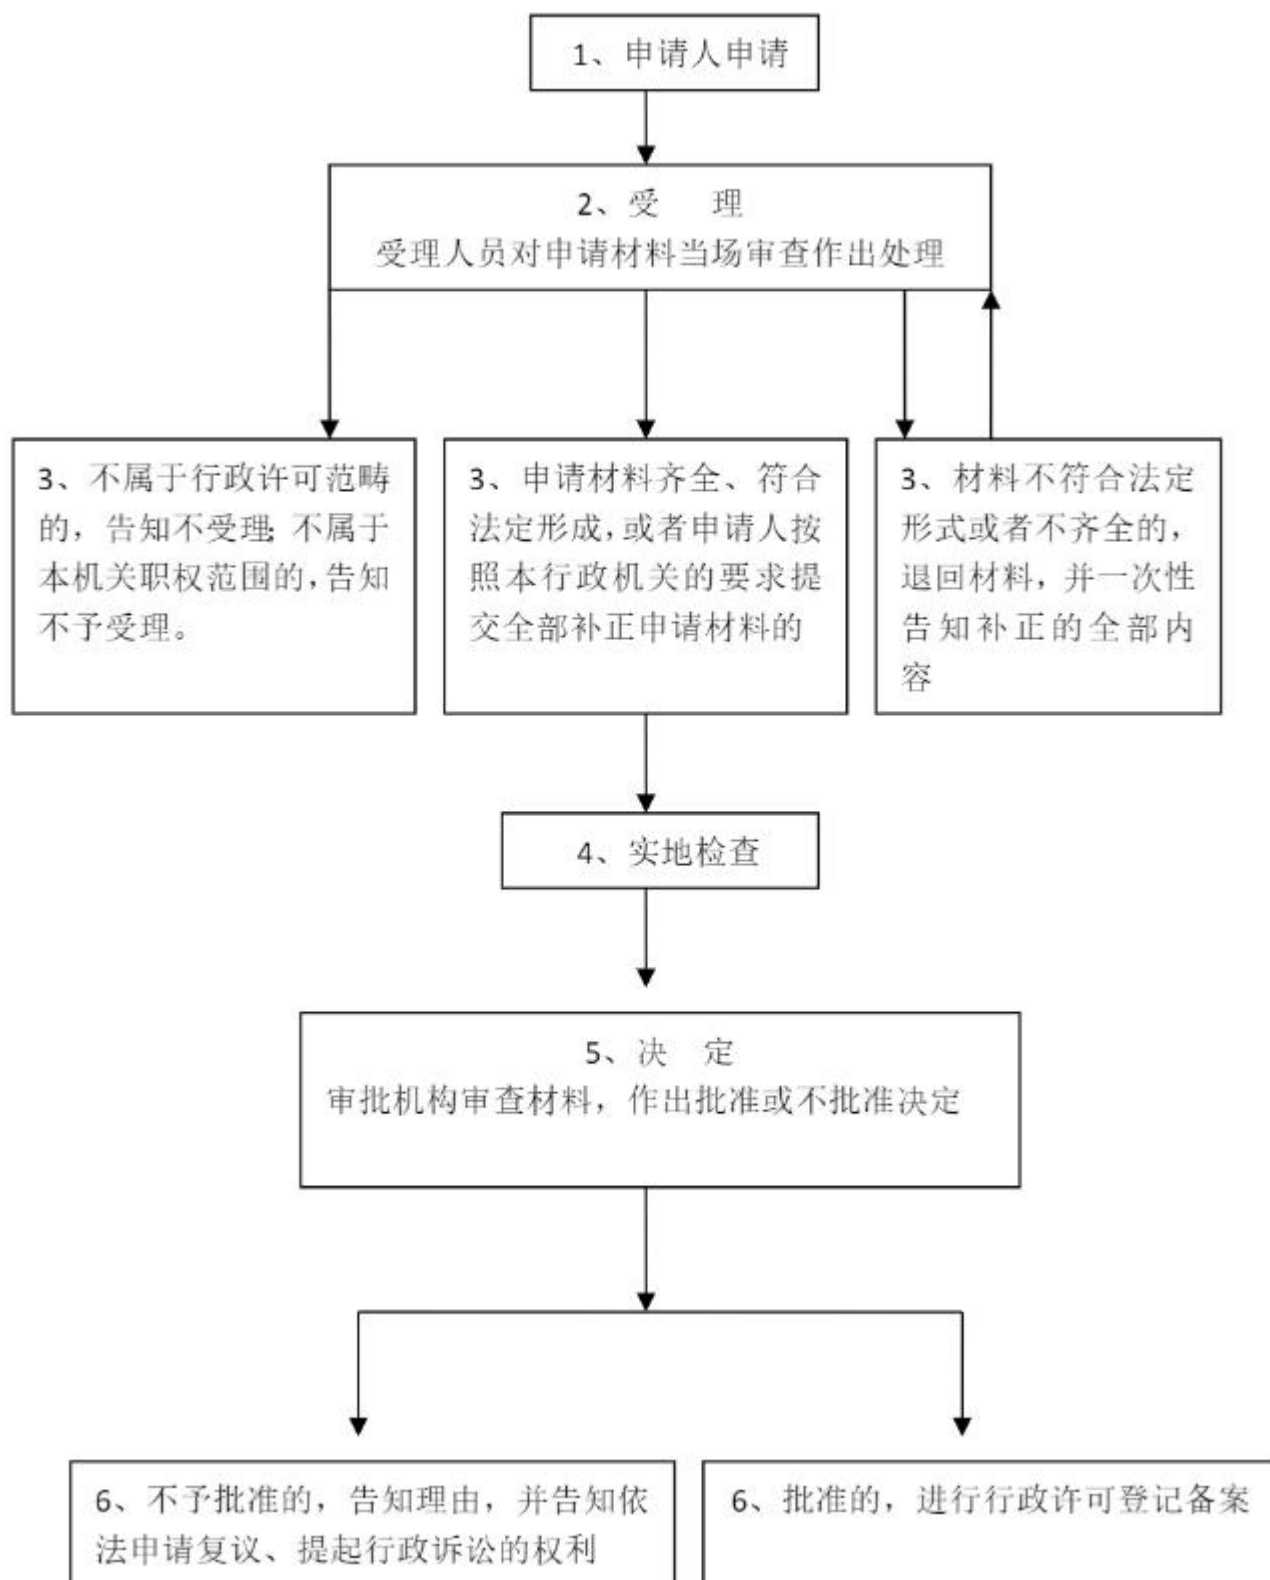 1、申请人申请
2、受 理
受理人员对申请材料当场审查作出处理
3、不属于行政许可范畴
的，告知不受理；不属于
本机关职权范围的，告知
不予受理。
3、申请材料齐全、符合
法定形成，或者申请人按
照本行政机关的要求提
交全部补正申请材料的
3、材料不符合法定
形式或者不齐全的，
退回材料，并一次性
告知补正的全部内
容
4、实地检查
5、决 定
审批机构审查材料，作出批准或不批准决定
6、不予批准的，告知理由，并告知依
法申请复议、提起行政诉讼的权利
6、批准的，进行行政许可登记备案